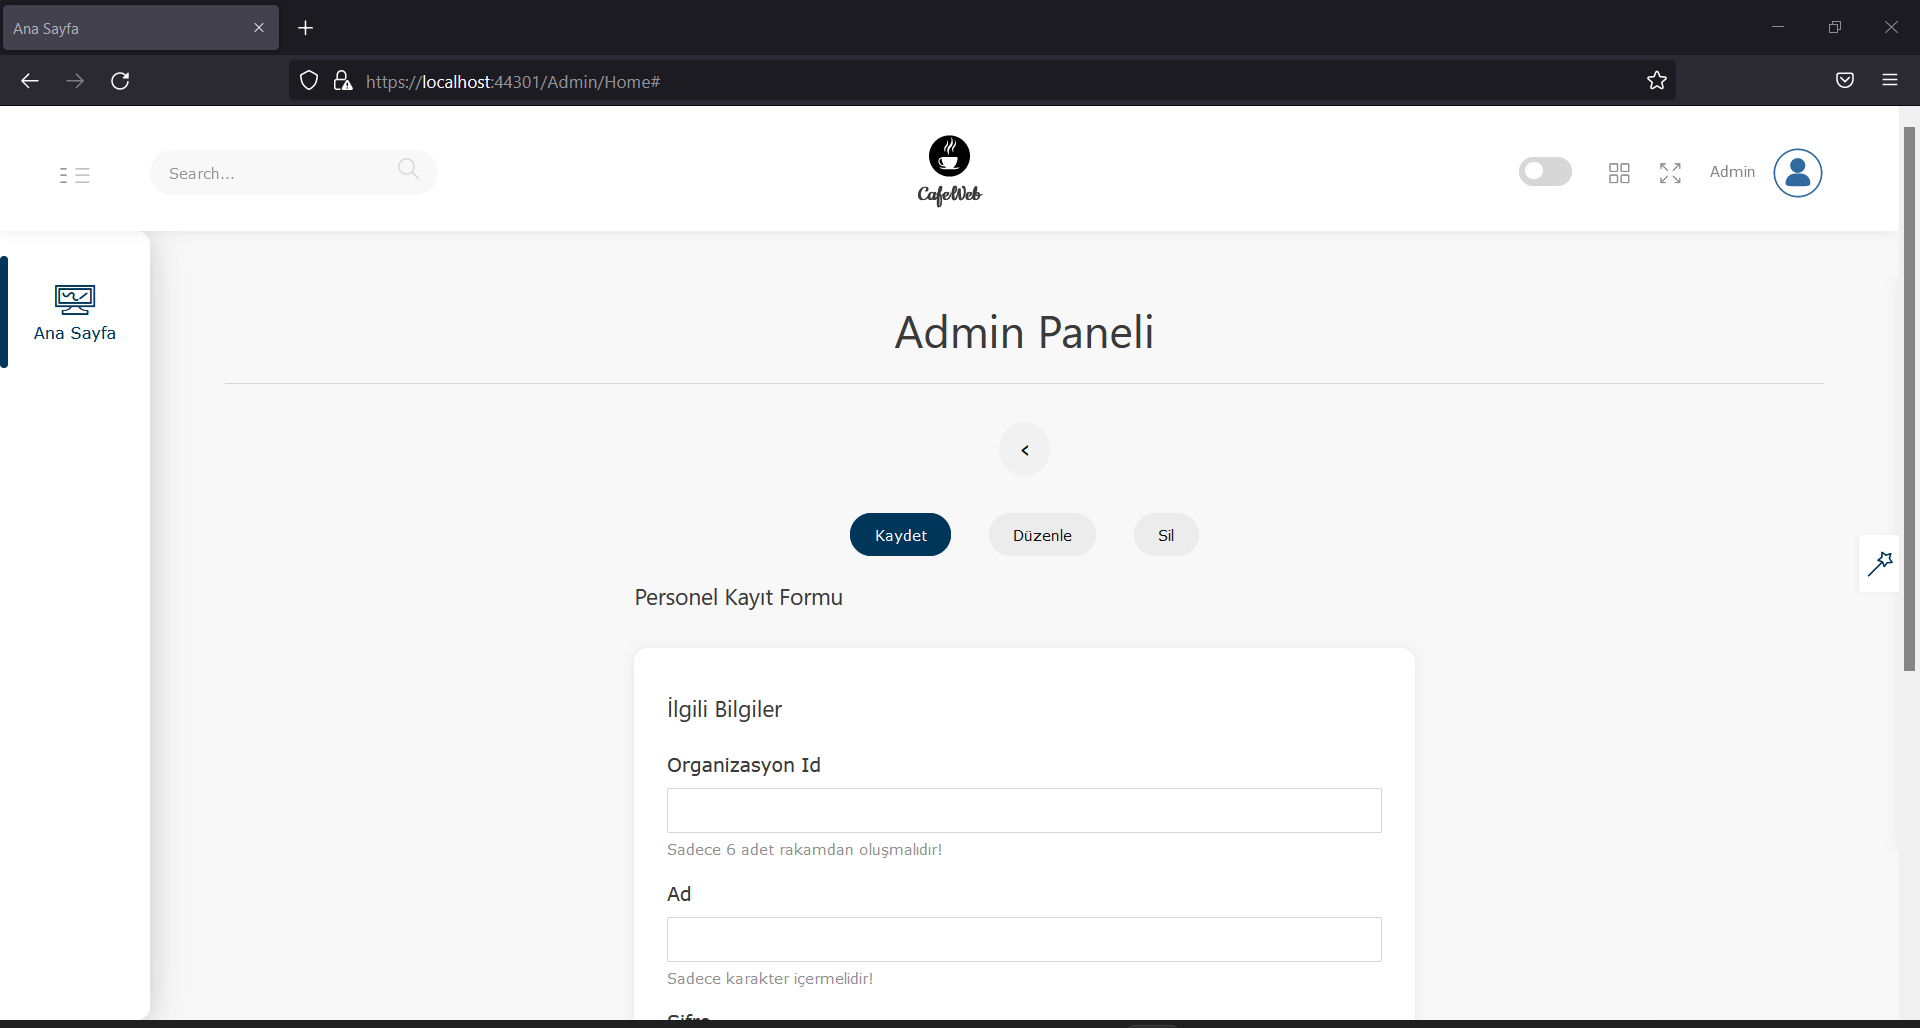 Ana Sayfa
https://localhost:44301/Admin/Home#
Search...
CafeWeb
Admin
Ana Sayfa
Admin Paneli
<
Kaydet Düzenle Sil
Personel Kayıt Formu
İlgili Bilgiler
Organizasyon Id
Sadece 6 adet rakamdan oluşmalıdır!
Ad
Sadece karakter içermelidir!
Şifre